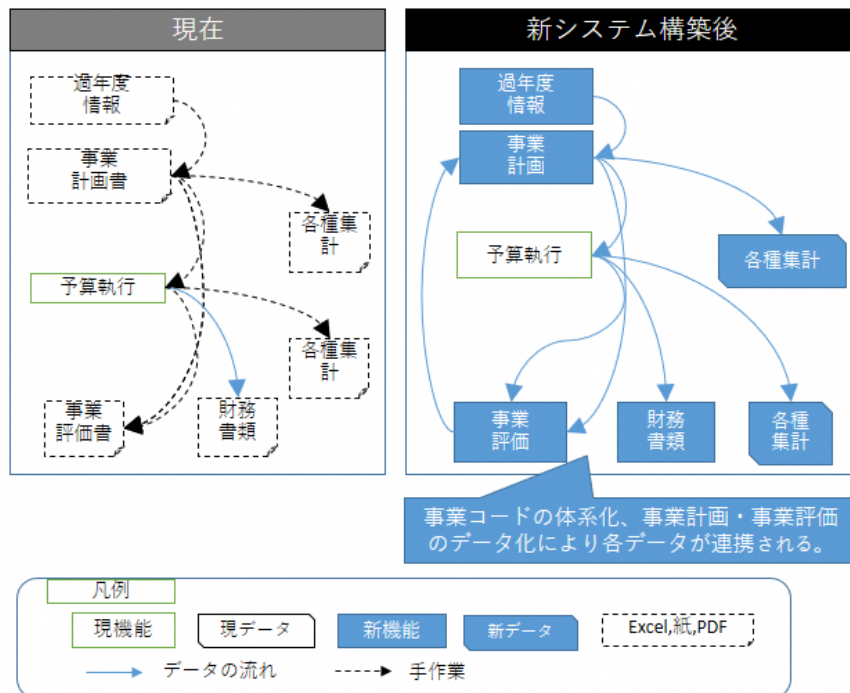 現在
過年度
情報
事業
計画書
各種集
計
予算執行
各種集
計
事業
評価書
財務
書類
新システム構築後
過年度
情報
事業
計画
予算執行
各種集計
事業
評価
財務
書類
各種
集計
事業コードの体系化、事業計画・事業評価
のデータ化により各データが連携される。
凡例
現機能
現データ
新機能
新データ
Excel,紙,PDF
データの流れ
手作業